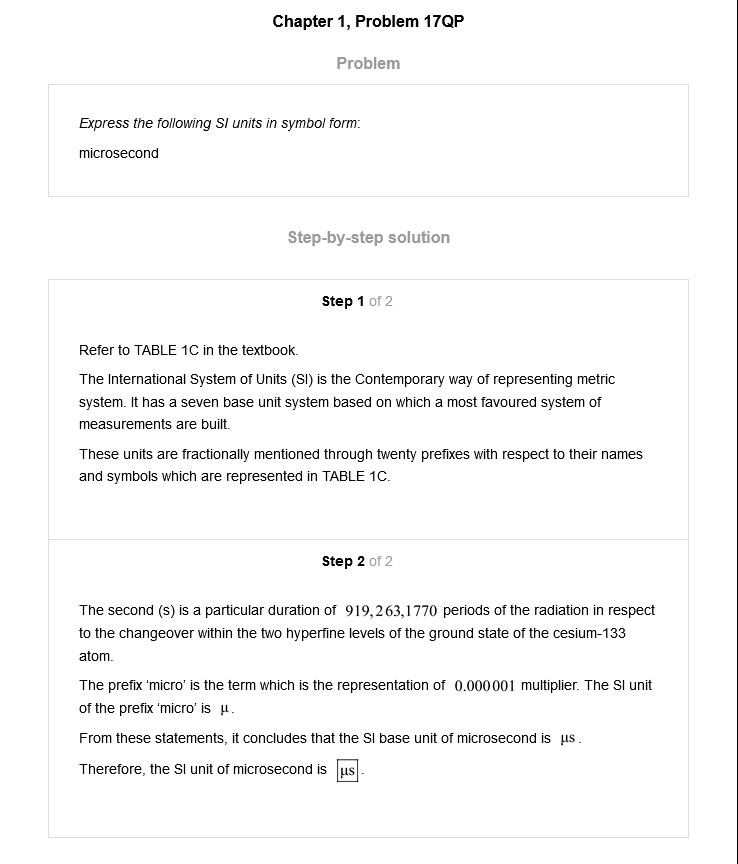 Chapter 1, Problem 17QP
Problem
Express the following SI units in symbol form:
microsecond
Step-by-step solution
Step 1 of 2
Refer to TABLE 1C in the textbook.
The International System of Units (SI) is the Contemporary way of representing metric
system. It has a seven base unit system based on which a most favoured system of
measurements are built.
These units are fractionally mentioned through twenty prefixes with respect to their names
and symbols which are represented in TABLE 1C.
Step 2 of 2
The second (s) is a particular duration of 919,263,1770 periods of the radiation in respect
to the changeover within the two hyperfine levels of the ground state of the cesium-133
atom.
The prefix ‘micro’ is the term which is the representation of 0.000001 multiplier. The SI unit
of the prefix ‘micro’ is μ.
From these statements, it concludes that the SI base unit of microsecond is μs.
Therefore, the SI unit of microsecond is μs.